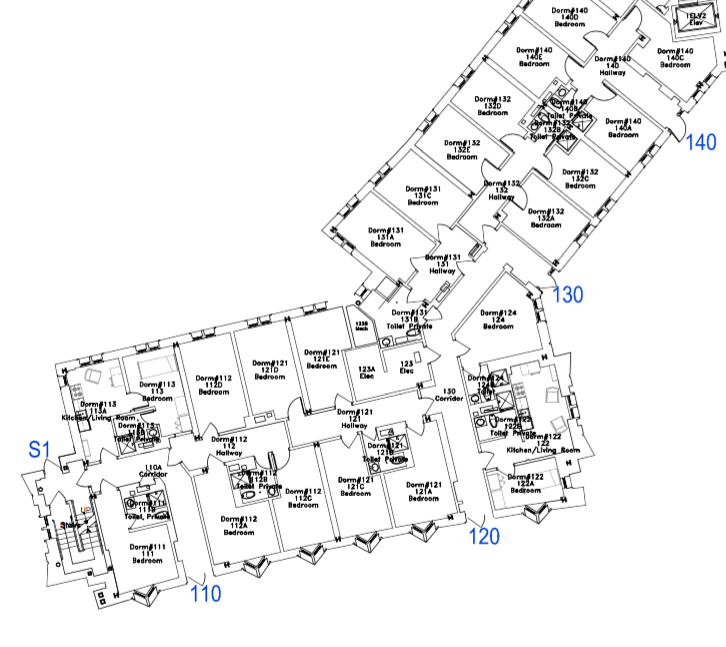 Dorm#140
140D
Bedroom
1ELV2
Elev
Dorm#140
140E
Bedroom
Dorm#140
140
Hallway
Dorm#140
140C
Bedroom
Dorm#132
132D
Bedroom
Dorm#140
140B
Toilet Private
Dorm#132
132B
Toilet Private
Dorm#140
140A
Bedroom
140
Dorm#132
132E
Bedroom
Dorm#132
132C
Bedroom
Dorm#131
131C
Bedroom
Dorm#132
132
Hallway
Dorm#132
132A
Bedroom
Dorm#131
131A
Bedroom
Dorm#131
131
Hallway
130
Dorm#131
131B
Toilet Private
Dorm#124
124
Bedroom
123B
Mech
Dorm#121
121E
Bedroom
Dorm#121
121D
Bedroom
123A
Elec
123
Elec
Dorm#112
112D
Bedroom
Dorm#113
113
Bedroom
Dorm#113
113A
Kitchen/Living Room
Dorm#113
Toilet Private
130
Corridor
Dorm#124
Toilet
Dorm#121
121
Hallway
Dorm#122
122B
Toilet Private
Dorm#122
122
Kitchen/Living Room
Dorm#112
112
Hallway
Dorm#121
121B
Toilet Private
S1
110A
Corridor
Dorm#112
112B
Toilet Private
Dorm#112
112C
Bedroom
Dorm#121
121C
Bedroom
Dorm#121
121A
Bedroom
Dorm#122
122A
Bedroom
UP
Stairs
Dorm#111
111B
Toilet Private
Dorm#112
112A
Bedroom
120
Dorm#111
111
Bedroom
110